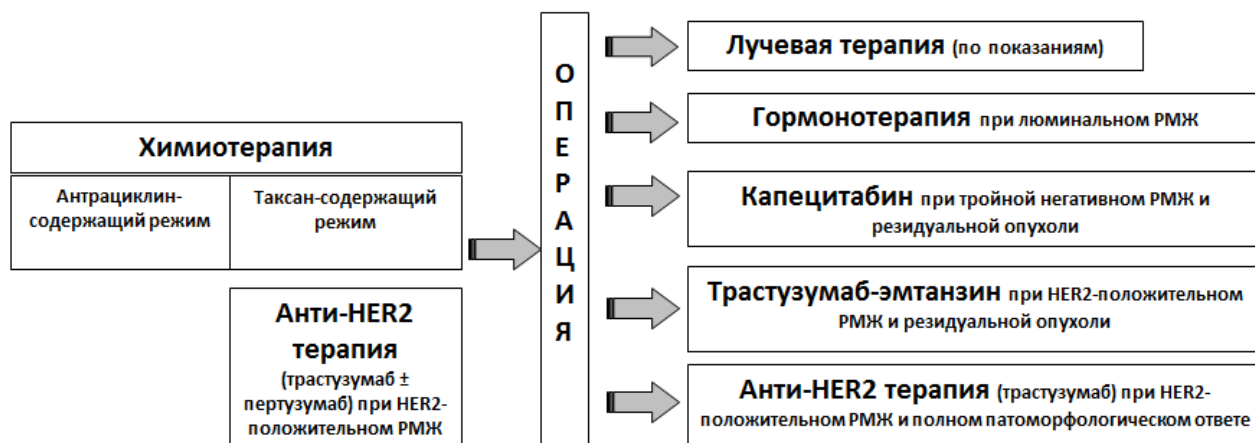 Химиотерапия
Антрациклин-
содержащий режим
Таксан-содержащий
режим
Анти-HER2
терапия
(трастузумаб ±
пертузумаб) при HER2-
положительном РМЖ
О
П
Е
Р
А
Ц
И
Я
Лучевая терапия (по показаниям)
Гормонотерапия при люминальном РМЖ
Капецитабин при тройной негативном РМЖ и
резидуальной опухоли
Трастузумаб-эмтанзин при HER2-положительном
РМЖ и резидуальной опухоли
Анти-HER2 терапия (трастузумаб) при HER2-
положительном РМЖ и полном патоморфологическом ответе